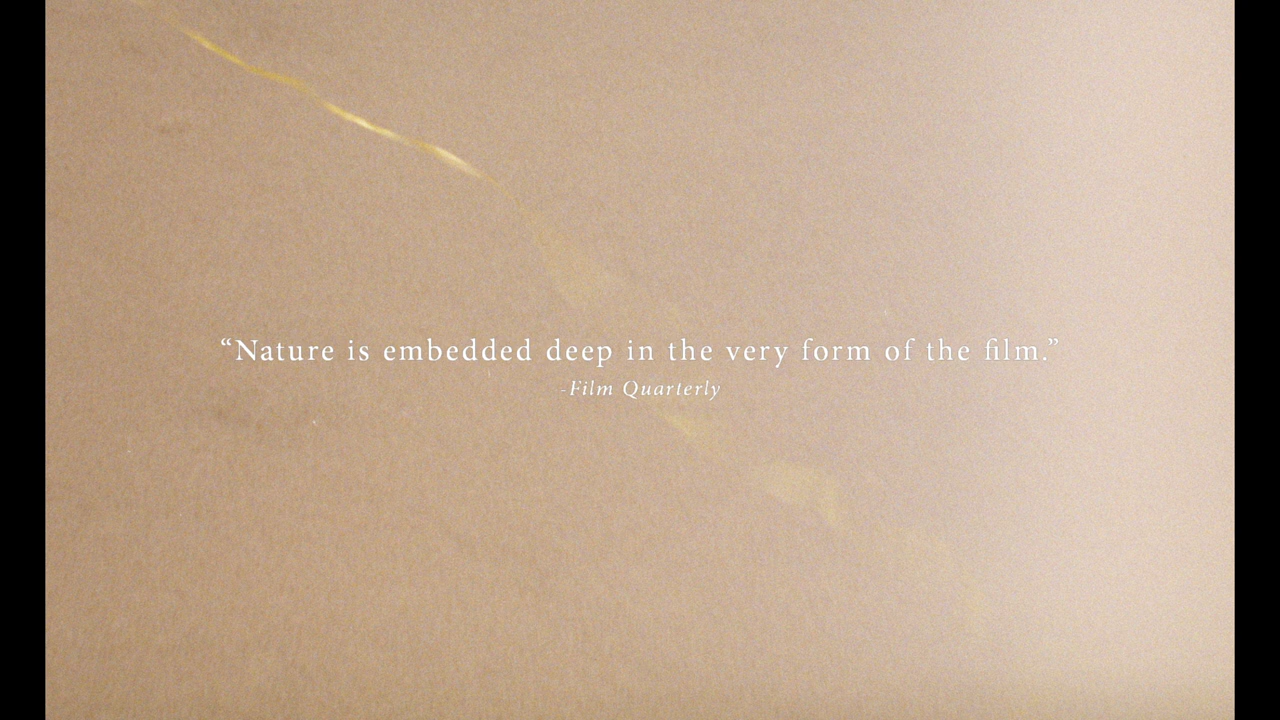 “Nature is embedded deep in the very form of the film.”
-Film Quarterly